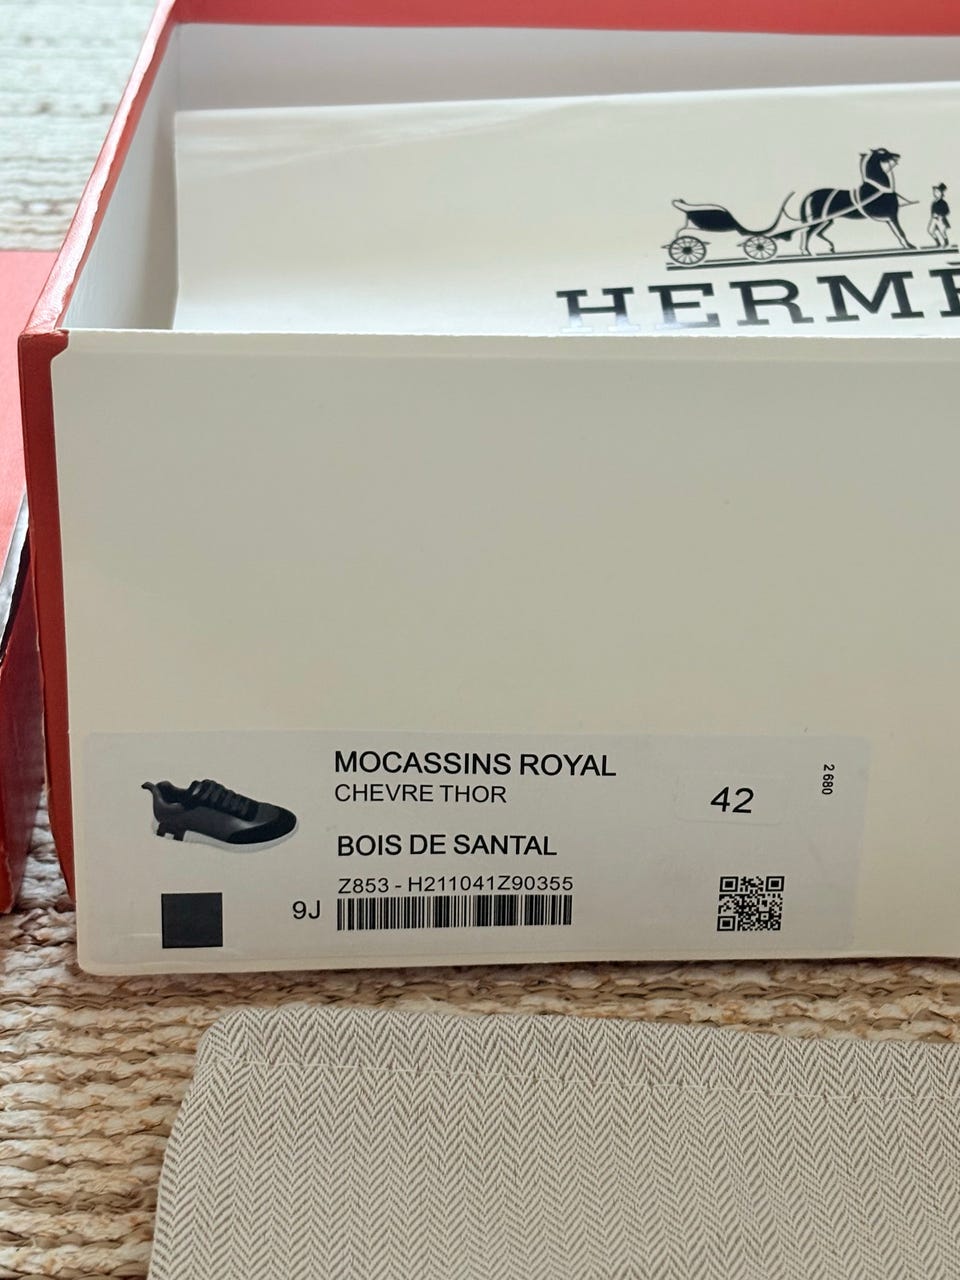 HERMÈ
MOCASSINS ROYAL
CHEVRE THOR
42
2 680
BOIS DE SANTAL
Z853 - H211041Z90355
9J